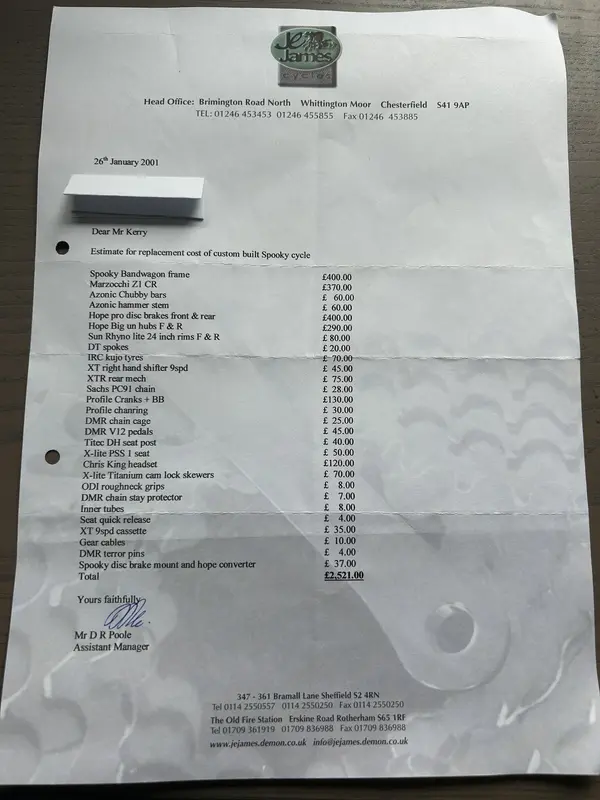 Je
James
cycles
Head Office: Brimington Road North Whittington Moor Chesterfield S41 9AP
TEL: 01246 453453 01246 455855 Fax 01246 453885
26th January 2001
Dear Mr Kerry
Estimate for replacement cost of custom built Spooky cycle
Spooky Bandwagon frame £400.00
Marzocchi Z1 CR £370.00
Azonic Chubby bars £ 60.00
Azonic hammer stem £ 60.00
Hope pro disc brakes front & rear £400.00
Hope Big un hubs F & R £290.00
Sun Rhyno lite 24 inch rims F & R £ 80.00
DT spokes £ 20.00
IRC kujo tyres £ 70.00
XT right hand shifter 9spd £ 45.00
XTR rear mech £ 75.00
Sachs PC91 chain £ 28.00
Profile Cranks + BB £130.00
Profile chanring £ 30.00
DMR chain cage £ 25.00
DMR V12 pedals £ 45.00
Titec DH seat post £ 40.00
X-lite PSS 1 seat £ 50.00
Chris King headset £120.00
X-lite Titanium cam lock skewers £ 70.00
ODI roughneck grips £ 8.00
DMR chain stay protector £ 7.00
Inner tubes £ 8.00
Seat quick release £ 4.00
XT 9spd cassette £ 35.00
Gear cables £ 10.00
DMR terror pins £ 4.00
Spooky disc brake mount and hope converter £ 37.00
Total £2,521.00
Yours faithfully
Mr D R Poole
Assistant Manager
347 - 361 Bramall Lane Sheffield S2 4RN
Tel 0114 2550557 0114 2550250 Fax 0114 2550250
The Old Fire Station Erskine Road Rotherham S65 1RF
Tel 01709 361919 01709 836988 Fax 01709 836988
www.jejames.demon.co.uk info@jejames.demon.co.uk